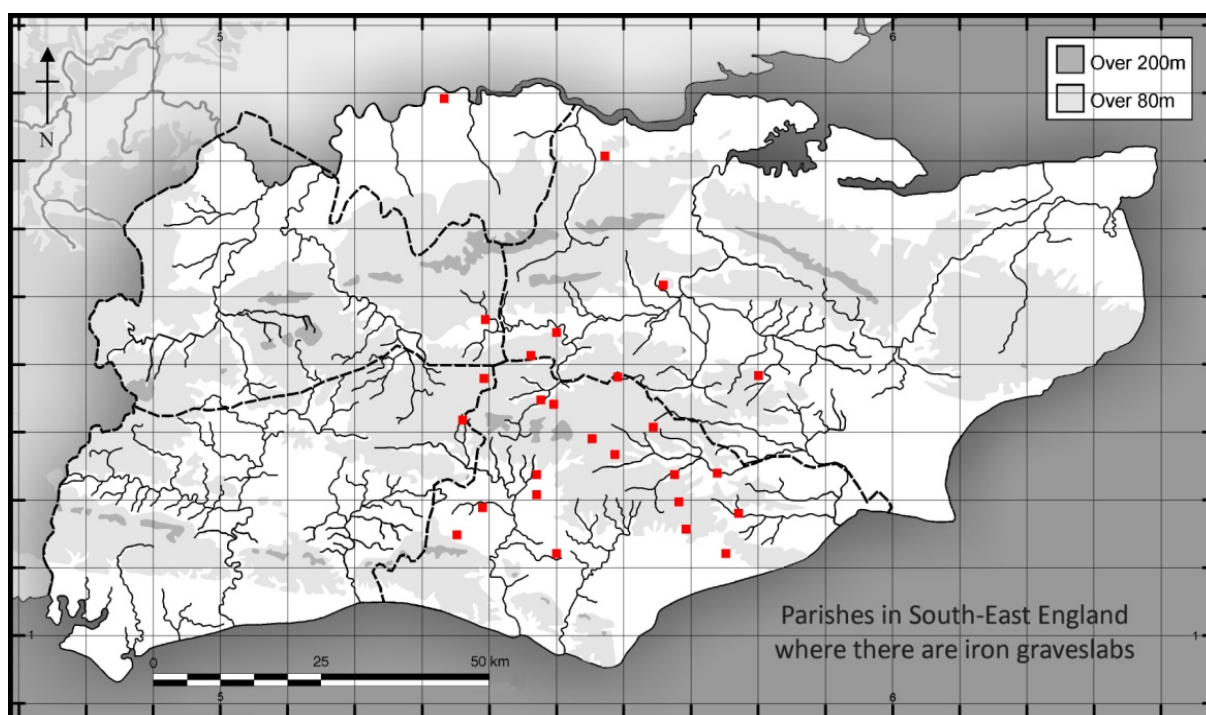 5
6
N
Over 200m
Over 80m
1
1
Parishes in South-East England
where there are iron graveslabs
0
25
50 km
5
6